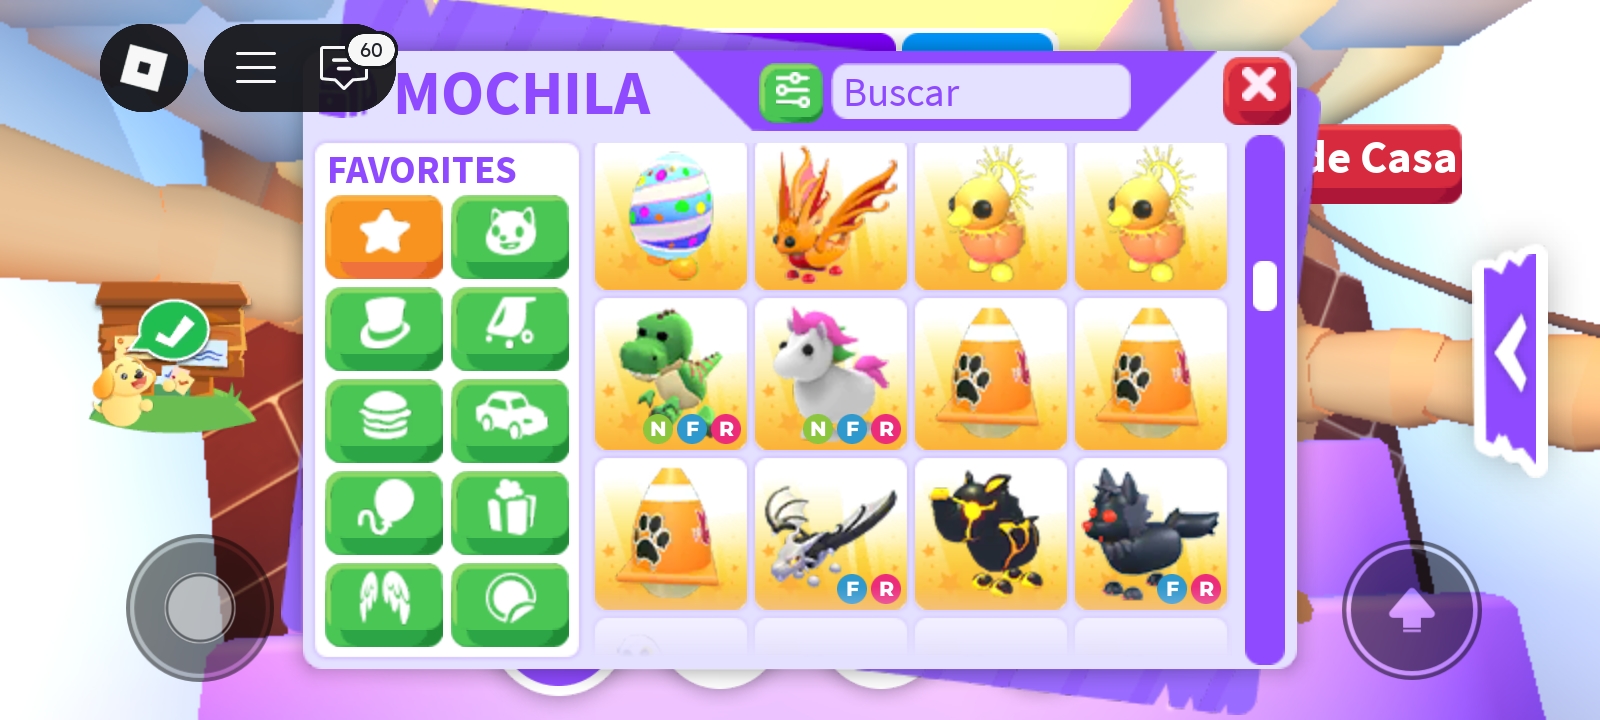 60
MOCHILA
Buscar
de Casa
FAVORITES
N F R
N F R
F R
F R